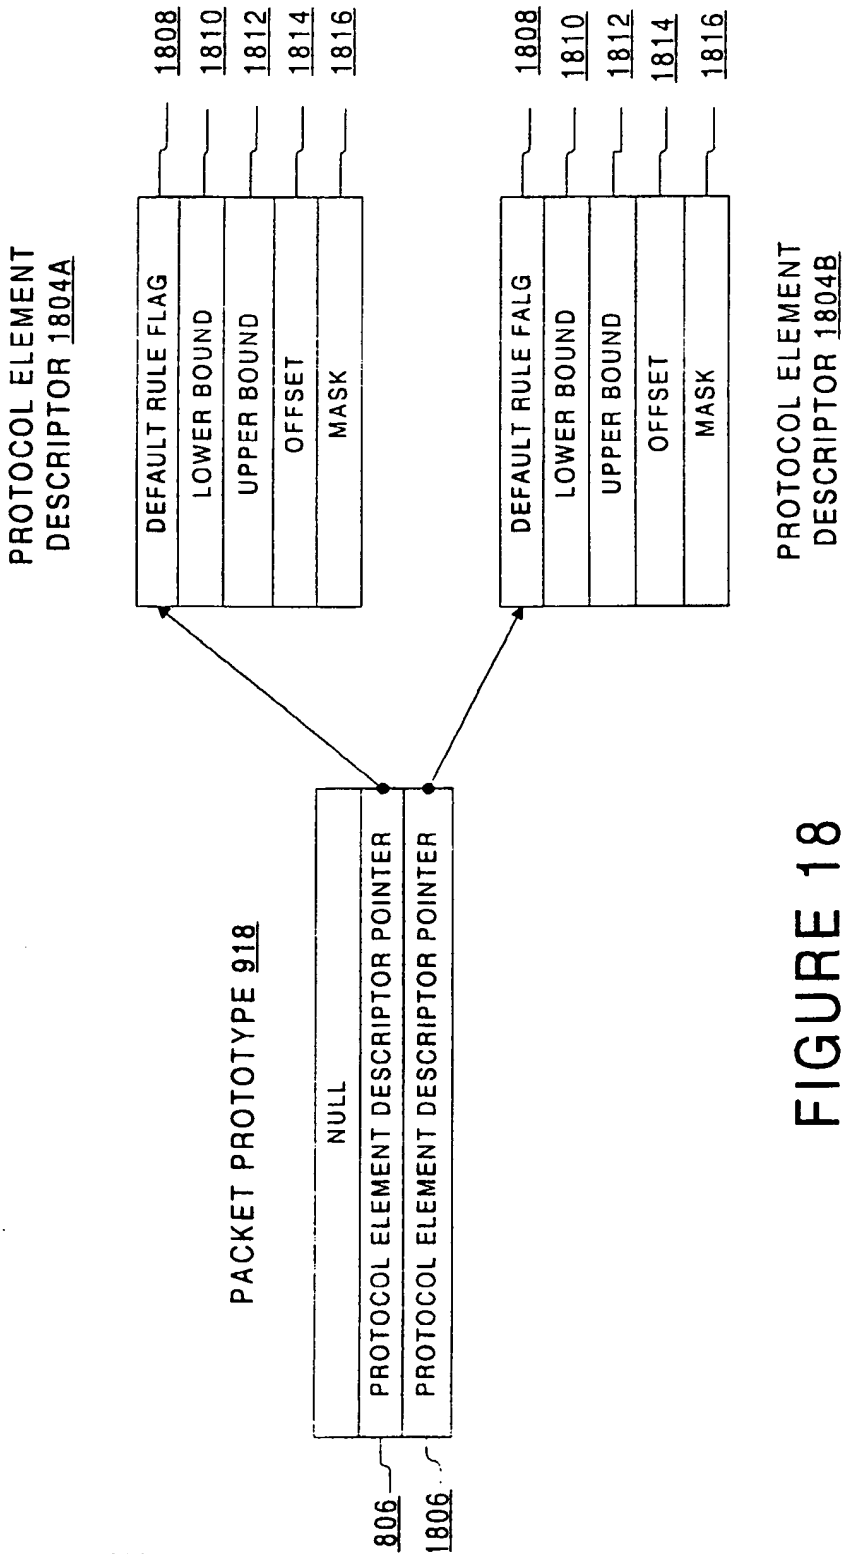 PROTOCOL ELEMENT
DESCRIPTOR 1804A
DEFAULT RULE FLAG 1808
LOWER BOUND 1810
UPPER BOUND 1812
OFFSET 1814
MASK 1816
PACKET PROTOTYPE 918
NULL
806 PROTOCOL ELEMENT DESCRIPTOR POINTER
1806 PROTOCOL ELEMENT DESCRIPTOR POINTER
DEFAULT RULE FALG 1808
LOWER BOUND 1810
UPPER BOUND 1812
OFFSET 1814
MASK 1816
PROTOCOL ELEMENT
DESCRIPTOR 1804B
FIGURE 18